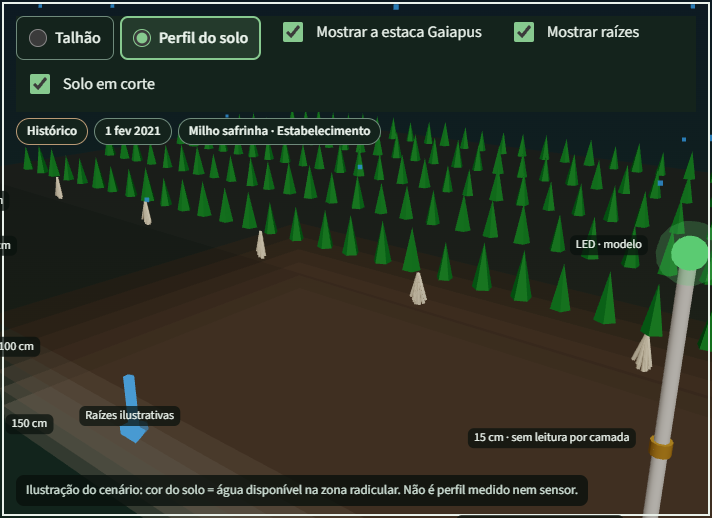 Talhão
Perfil do solo
Mostrar a estaca Gaiapus
Mostrar raízes
Solo em corte
Histórico
1 fev 2021
Milho safrinha · Estabelecimento
LED · modelo
100 cm
Raízes ilustrativas
150 cm
15 cm · sem leitura por camada
Ilustração do cenário: cor do solo = água disponível na zona radicular. Não é perfil medido nem sensor.